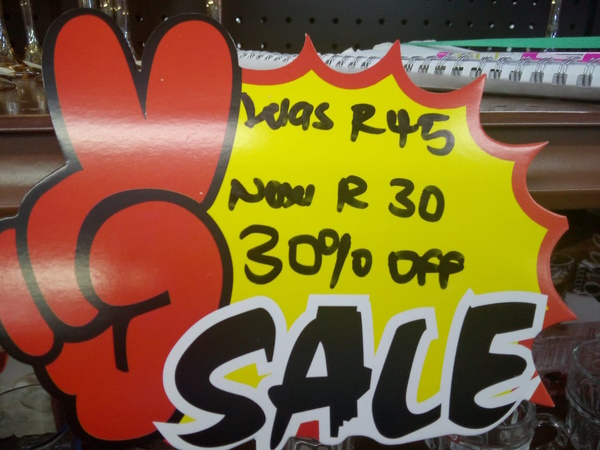 Was R45
Now R 30
30% OFF
SALE